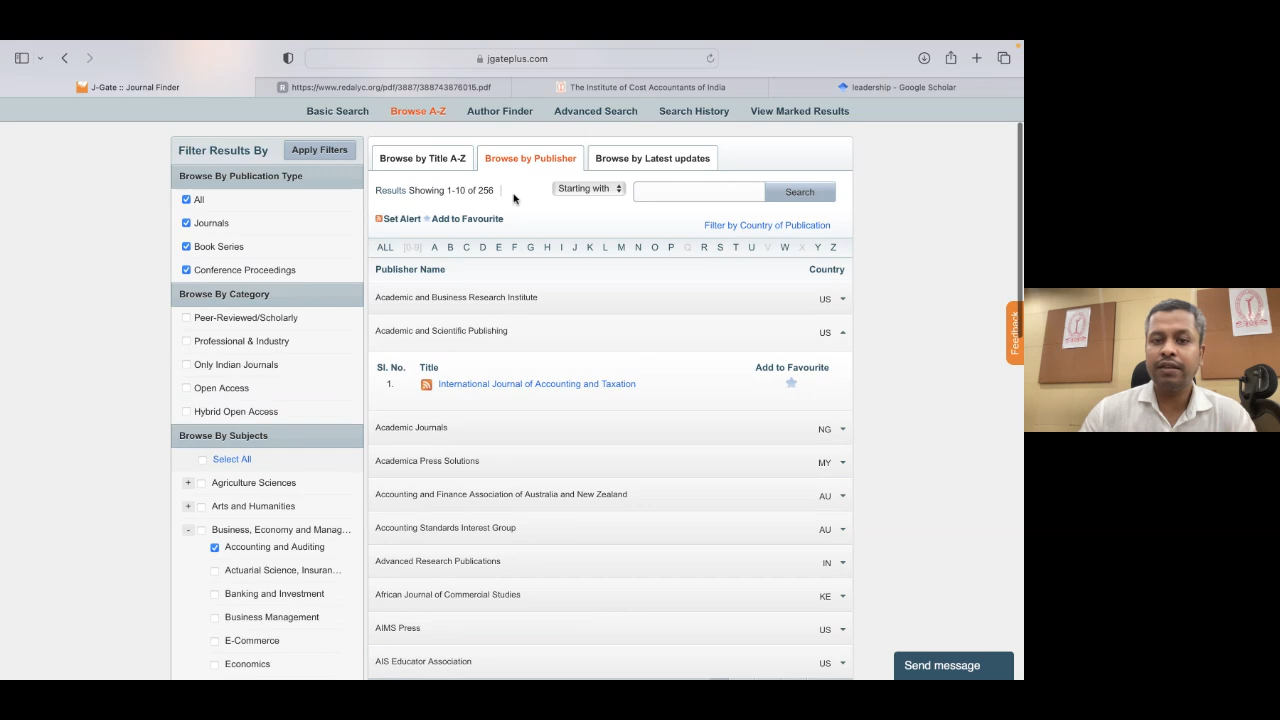 jgateplus.com
J-Gate :: Journal Finder
https://www.redalyc.org/pdf/3887/388743876015.pdf
The Institute of Cost Accountants of India
leadership - Google Scholar
Basic Search
Browse A-Z
Author Finder
Advanced Search
Search History
View Marked Results
Filter Results By
Apply Filters
Browse By Publication Type
All
Journals
Book Series
Conference Proceedings
Browse By Category
Peer-Reviewed/Scholarly
Professional & Industry
Only Indian Journals
Open Access
Hybrid Open Access
Browse By Subjects
Select All
+ Agriculture Sciences
+ Arts and Humanities
- Business, Economy and Manag...
Accounting and Auditing
Actuarial Science, Insuran...
Banking and Investment
Business Management
E-Commerce
Economics
Browse by Title A-Z
Browse by Publisher
Browse by Latest updates
Results Showing 1-10 of 256 |
Starting with
Search
Set Alert Add to Favourite
Filter by Country of Publication
ALL [0-9] A B C D E F G H I J K L M N O P Q R S T U V W X Y Z
Publisher Name Country
Academic and Business Research Institute US
Academic and Scientific Publishing US
Sl. No. Title Add to Favourite
1. International Journal of Accounting and Taxation
Academic Journals NG
Academica Press Solutions MY
Accounting and Finance Association of Australia and New Zealand AU
Accounting Standards Interest Group AU
Advanced Research Publications IN
African Journal of Commercial Studies KE
AIMS Press US
AIS Educator Association US
Feedback
Send message